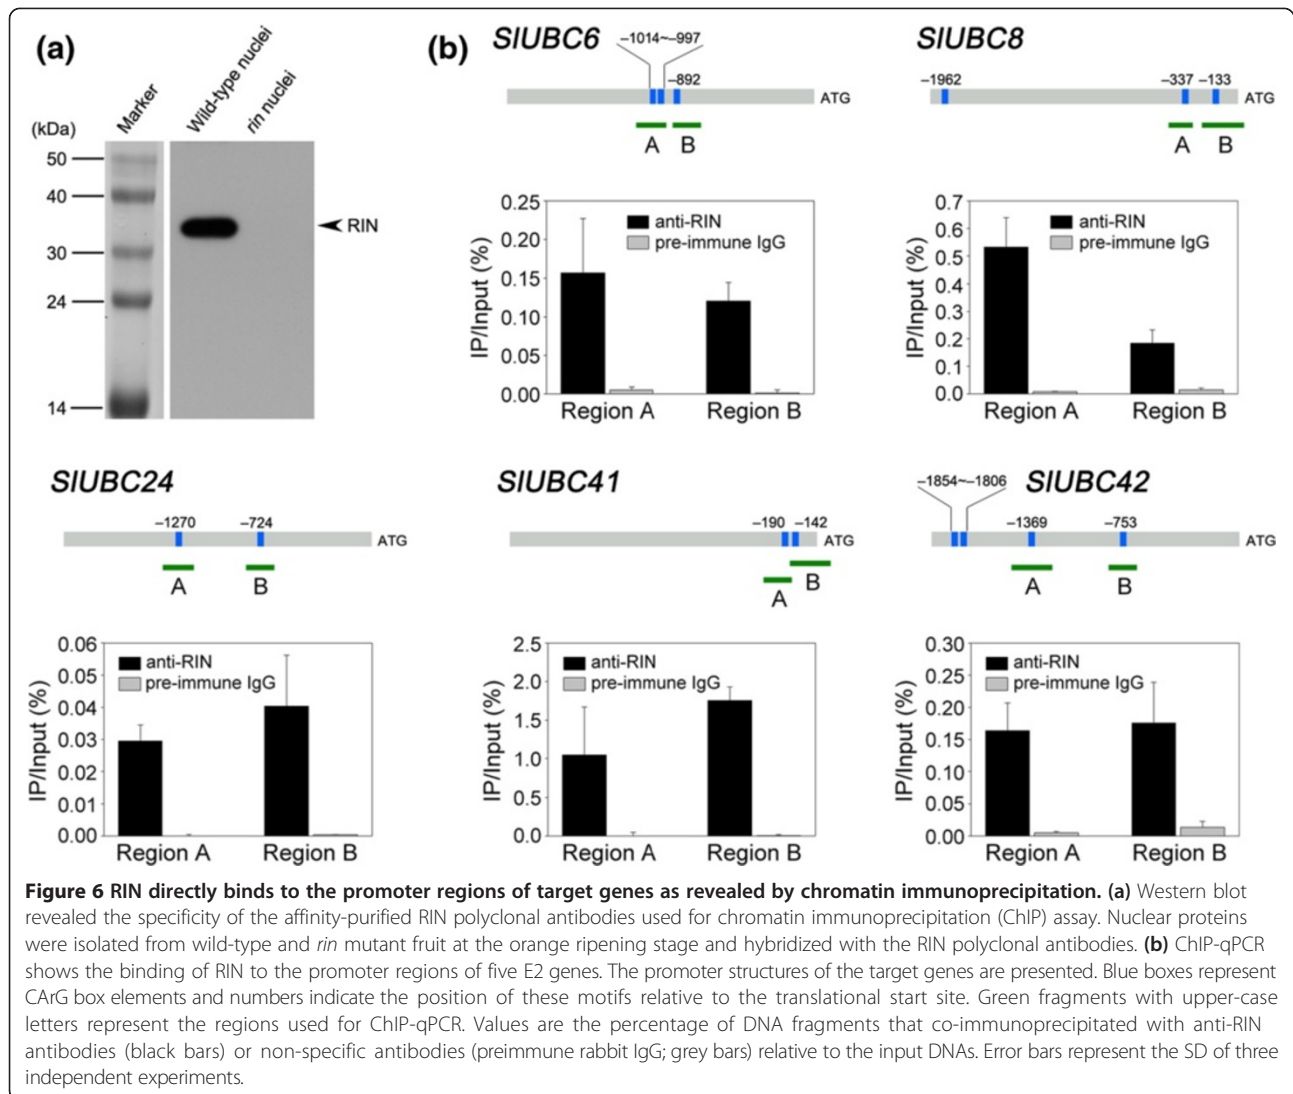 (a)
Marker
Wild-type nuclei
rin nuclei
(kDa)
50
40
30
24
14
RIN
(b)
SlUBC6
–1014~–997
–892
ATG
A
B
0.25
0.20
0.15
0.10
0.05
0.00
IP/Input (%)
anti-RIN
pre-immune IgG
Region A
Region B
SlUBC8
–1962
–337
–133
ATG
A
B
0.7
0.6
0.5
0.4
0.3
0.2
0.1
0.0
IP/Input (%)
anti-RIN
pre-immune IgG
Region A
Region B
SlUBC24
–1270
–724
ATG
A
B
0.06
0.05
0.04
0.03
0.02
0.01
0.00
IP/Input (%)
anti-RIN
pre-immune IgG
Region A
Region B
SlUBC41
–190
–142
ATG
A
B
2.5
2.0
1.5
1.0
0.5
0.0
IP/Input (%)
anti-RIN
pre-immune IgG
Region A
Region B
–1854~–1806
SlUBC42
–1369
–753
ATG
A
B
0.30
0.25
0.20
0.15
0.10
0.05
0.00
IP/Input (%)
anti-RIN
pre-immune IgG
Region A
Region B
Figure 6 RIN directly binds to the promoter regions of target genes as revealed by chromatin immunoprecipitation. (a) Western blot
revealed the specificity of the affinity-purified RIN polyclonal antibodies used for chromatin immunoprecipitation (ChIP) assay. Nuclear proteins
were isolated from wild-type and rin mutant fruit at the orange ripening stage and hybridized with the RIN polyclonal antibodies. (b) ChIP-qPCR
shows the binding of RIN to the promoter regions of five E2 genes. The promoter structures of the target genes are presented. Blue boxes represent
CArG box elements and numbers indicate the position of these motifs relative to the translational start site. Green fragments with upper-case
letters represent the regions used for ChIP-qPCR. Values are the percentage of DNA fragments that co-immunoprecipitated with anti-RIN
antibodies (black bars) or non-specific antibodies (preimmune rabbit IgG; grey bars) relative to the input DNAs. Error bars represent the SD of three
independent experiments.